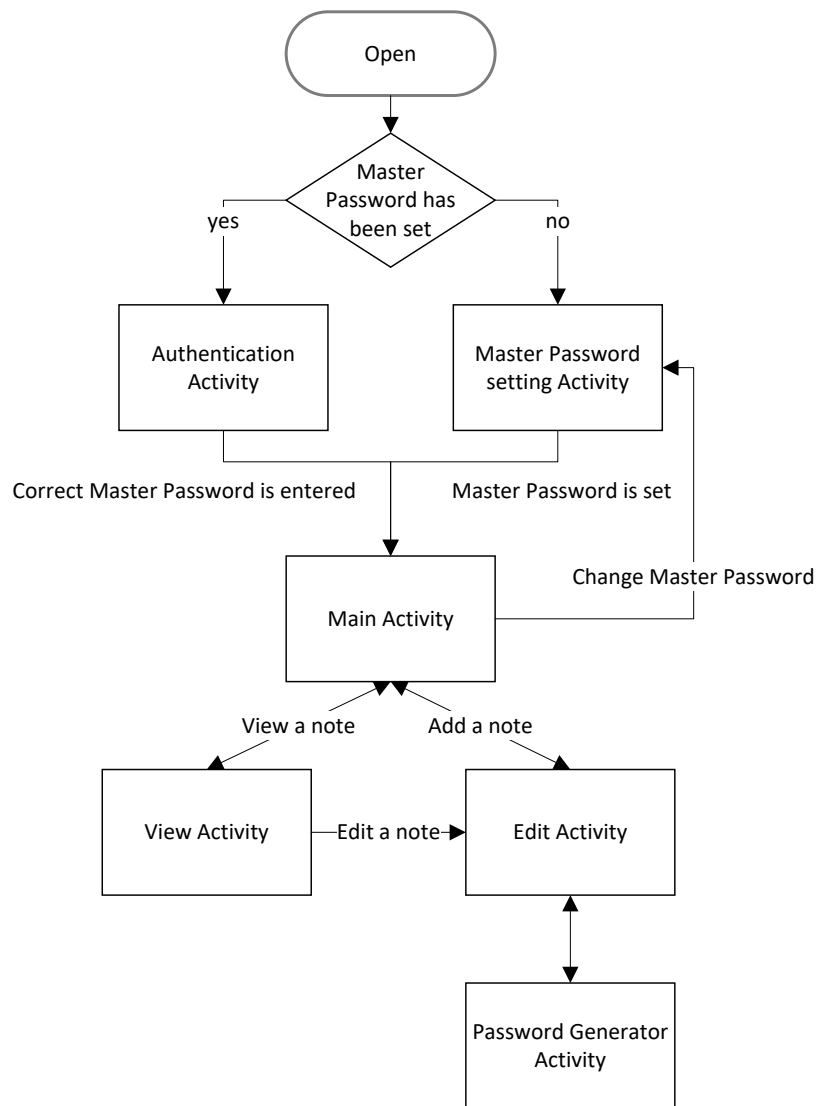 Open
Master
Password has
been set
yes
no
Authentication
Activity
Master Password
setting Activity
Correct Master Password is entered
Master Password is set
Change Master Password
Main Activity
View a note
Add a note
View Activity
Edit a note
Edit Activity
Password Generator
Activity